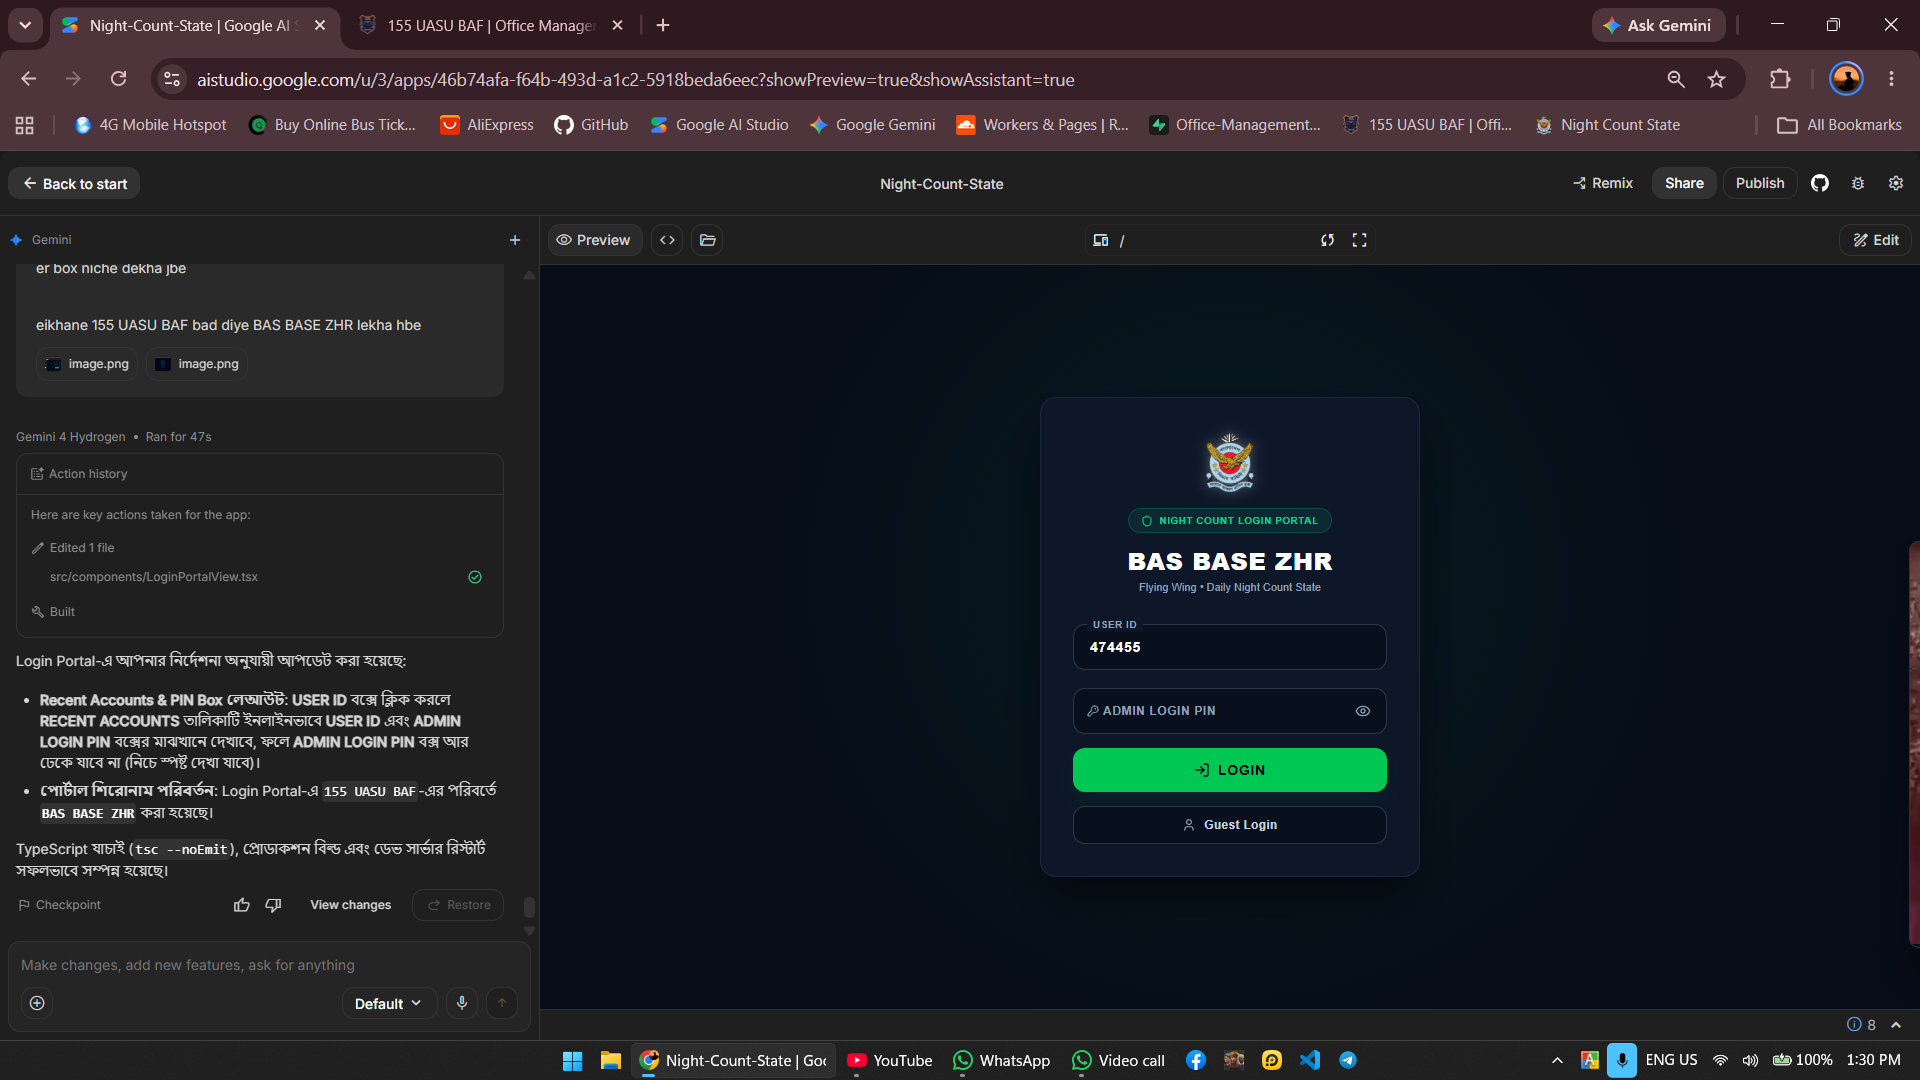 Night-Count-State | Google AI S
155 UASU BAF | Office Manage
Ask Gemini
aistudio.google.com/u/3/apps/46b74afa-f64b-493d-a1c2-5918beda6eec?showPreview=true&showAssistant=true
4G Mobile Hotspot
Buy Online Bus Tick...
AliExpress
GitHub
Google AI Studio
Google Gemini
Workers & Pages | R...
Office-Management...
155 UASU BAF | Offi...
Night Count State
All Bookmarks
Back to start
Night-Count-State
Remix
Share
Publish
Gemini
Preview
/
Edit
er box niche dekha jbe
eikhane 155 UASU BAF bad diye BAS BASE ZHR lekha hbe
image.png
image.png
Gemini 4 Hydrogen • Ran for 47s
Action history
Here are key actions taken for the app:
Edited 1 file
src/components/LoginPortalView.tsx
Built
Login Portal-এ আপনার নির্দেশনা অনুযায়ী আপডেট করা হয়েছে:
• Recent Accounts & PIN Box লেআউট: USER ID বক্সে ক্লিক করলে
RECENT ACCOUNTS তালিকাটি ইনলাইনভাবে USER ID এবং ADMIN
LOGIN PIN বক্সের মাঝখানে দেখাবে, ফলে ADMIN LOGIN PIN বক্স আর
ঢেকে যাবে না (নিচে স্পষ্ট দেখা যাবে)।
• পোর্টাল শিরোনাম পরিবর্তন: Login Portal-এ 155 UASU BAF-এর পরিবর্তে
BAS BASE ZHR করা হয়েছে।
TypeScript যাচাই (tsc --noEmit), প্রোডাকশন বিল্ড এবং ডেভ সার্ভার রিস্টার্ট
সফলভাবে সম্পন্ন হয়েছে।
Checkpoint
View changes
Restore
Make changes, add new features, ask for anything
Default
NIGHT COUNT LOGIN PORTAL
BAS BASE ZHR
Flying Wing • Daily Night Count State
USER ID
474455
ADMIN LOGIN PIN
LOGIN
Guest Login
8
Night-Count-State | Goo
YouTube
WhatsApp
Video call
ENG US
100%
1:30 PM